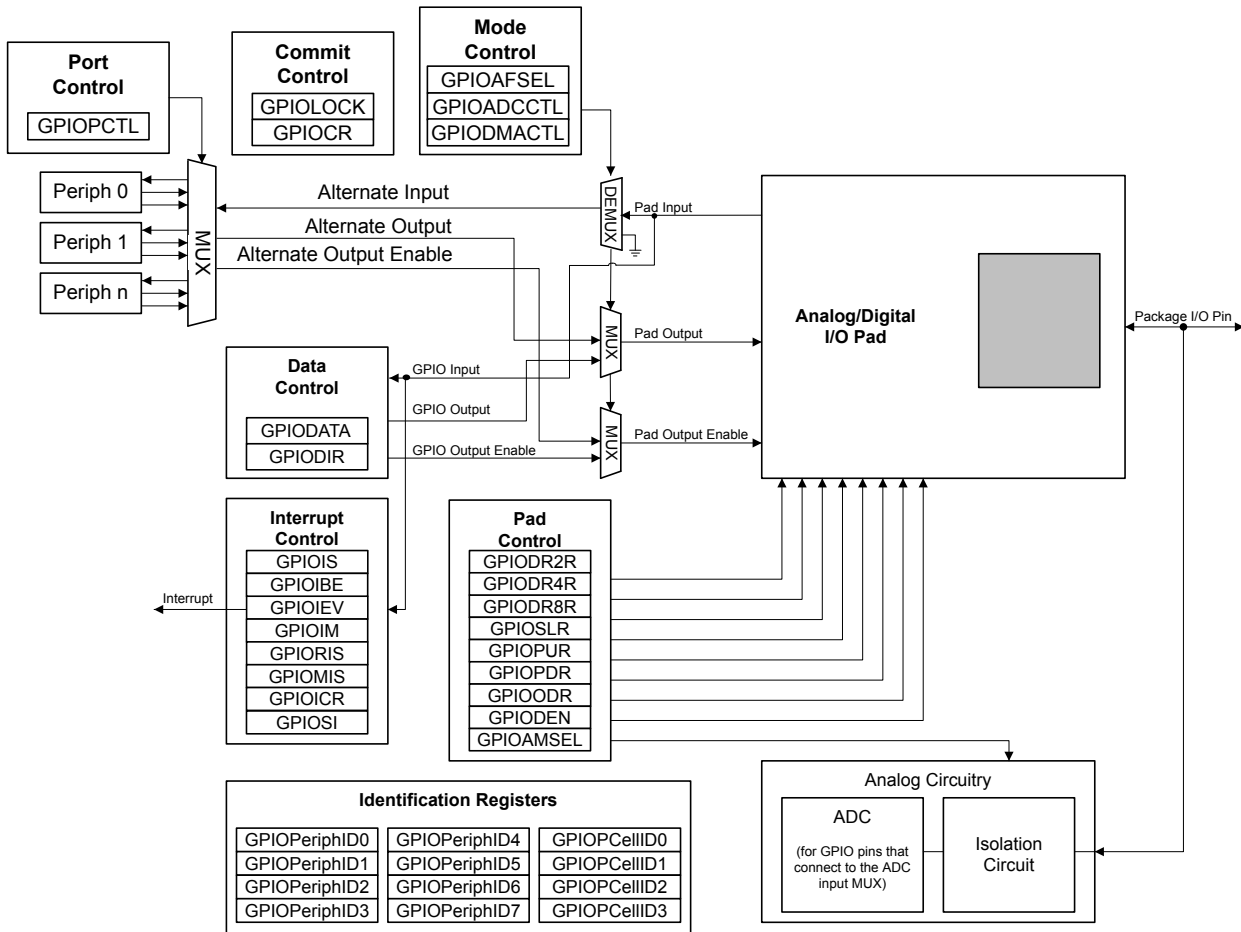 Port
Control
GPIOPCTL
Commit
Control
GPIOLOCK
GPIOCR
Mode
Control
GPIOAFSEL
GPIOADCCTL
GPIODMACTL
Periph 0
Periph 1
Periph n
MUX
Alternate Input
Alternate Output
Alternate Output Enable
DEMUX
Pad Input
MUX
Pad Output
MUX
Pad Output Enable
Analog/Digital
I/O Pad
Package I/O Pin
Data
Control
GPIODATA
GPIODIR
GPIO Input
GPIO Output
GPIO Output Enable
Interrupt
Control
GPIOIS
GPIOIBE
GPIOIEV
GPIOIM
GPIORIS
GPIOMIS
GPIOICR
GPIOSI
Interrupt
Pad
Control
GPIODR2R
GPIODR4R
GPIODR8R
GPIOSLR
GPIOPUR
GPIOPDR
GPIOODR
GPIODEN
GPIOAMSEL
Analog Circuitry
ADC
(for GPIO pins that
connect to the ADC
input MUX)
Isolation
Circuit
Identification Registers
GPIOPeriphID0
GPIOPeriphID1
GPIOPeriphID2
GPIOPeriphID3
GPIOPeriphID4
GPIOPeriphID5
GPIOPeriphID6
GPIOPeriphID7
GPIOPCellID0
GPIOPCellID1
GPIOPCellID2
GPIOPCellID3